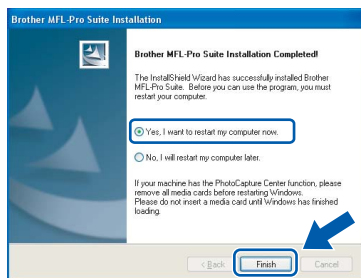 Brother MFL-Pro Suite Installation
Brother MFL-Pro Suite Installation Completed!
The InstallShield Wizard has successfully installed Brother
MFL-Pro Suite. Before you can use the program, you must
restart your computer.
Yes, I want to restart my computer now.
No, I will restart my computer later.
If your machine has the PhotoCapture Center function, please
remove all media cards before restarting Windows.
Please do not insert a media card until Windows has finished
loading.
< Back
Finish
Cancel